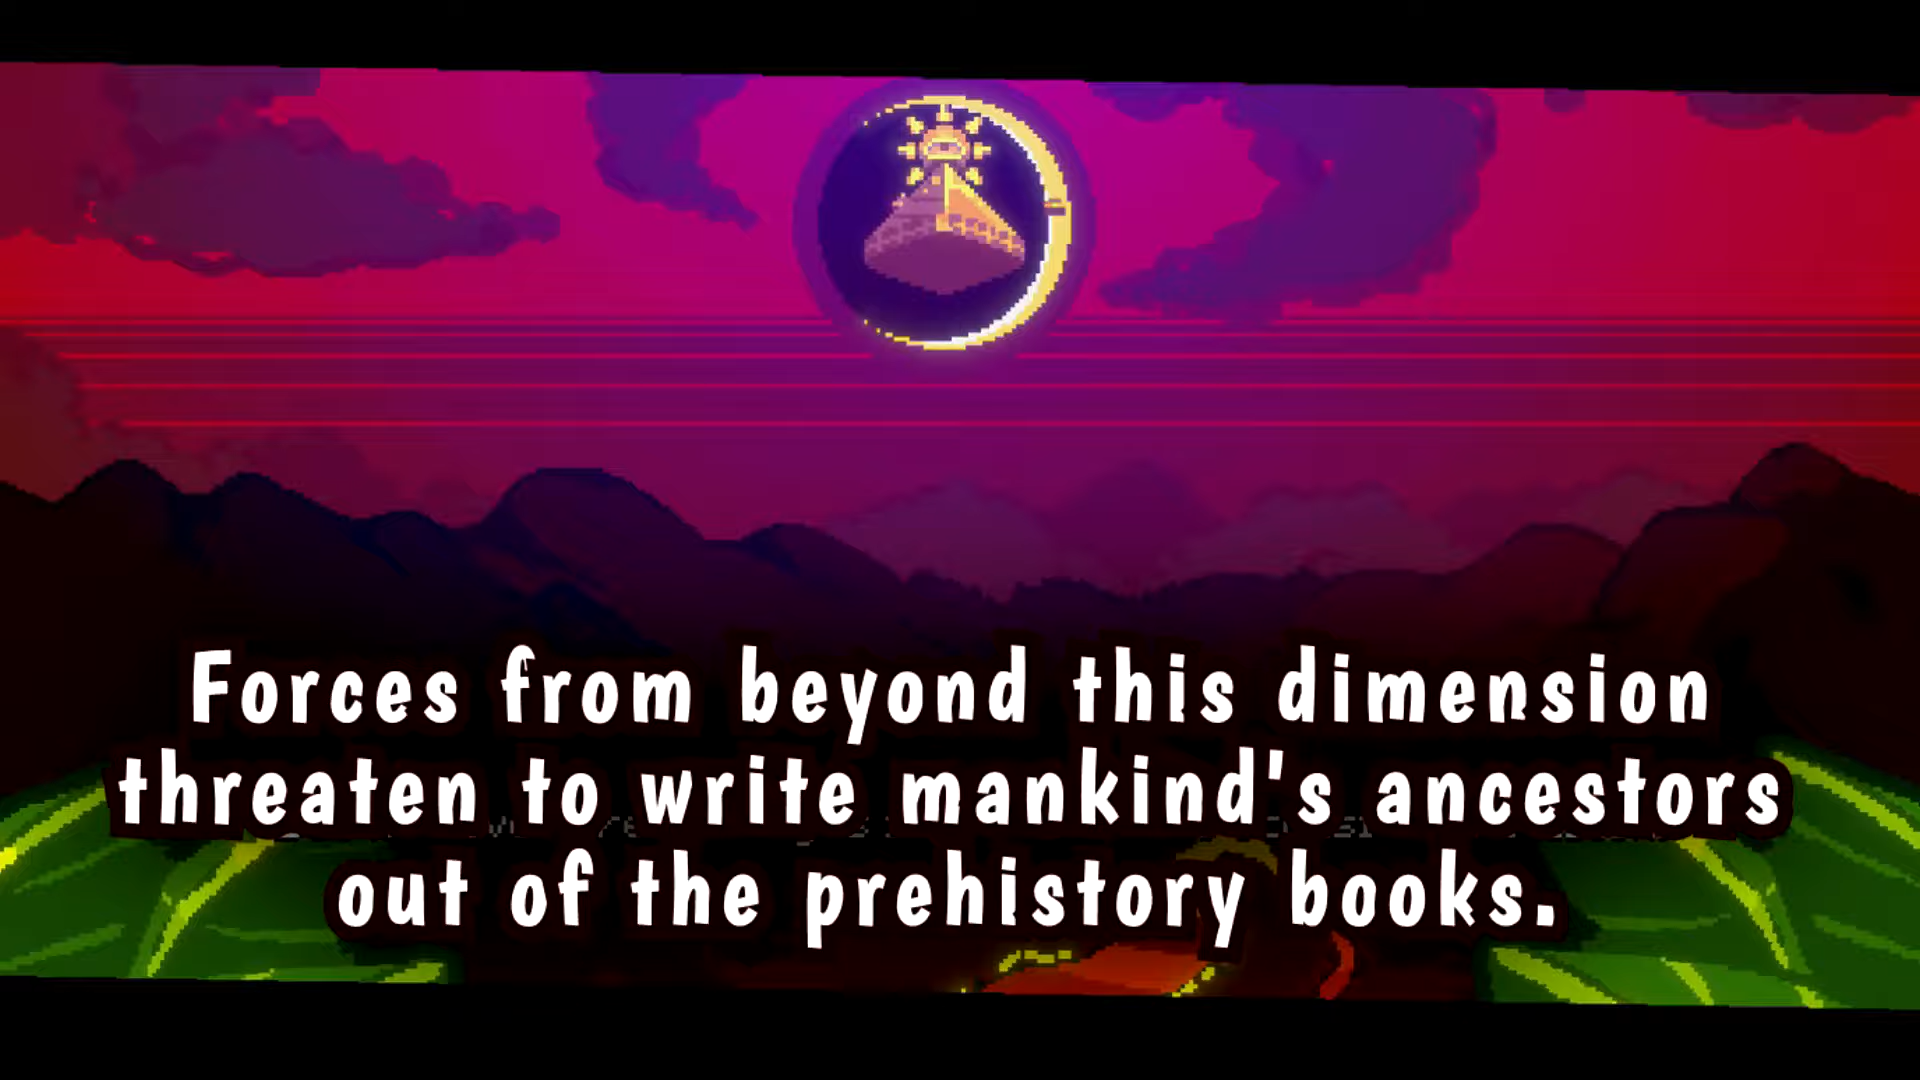 Forces from beyond this dimension
threaten to write mankind's ancestors
out of the prehistory books.